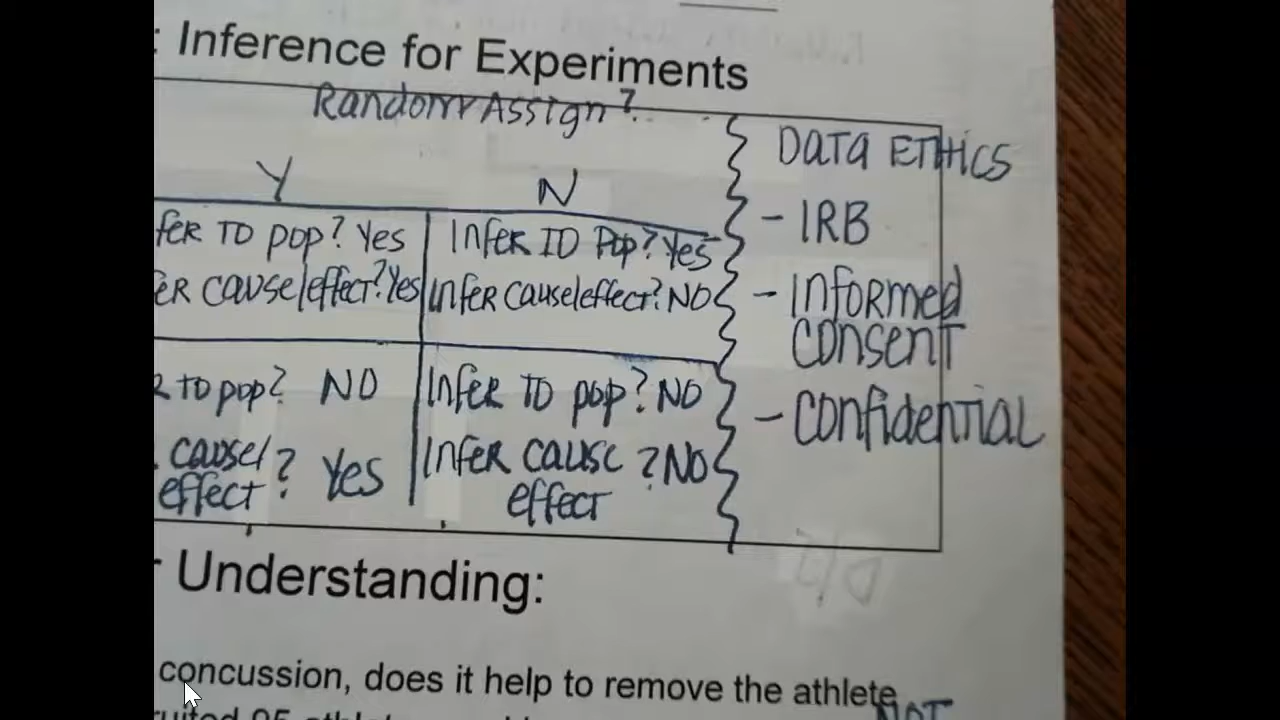 : Inference for Experiments
Random Assign?
Y
N
fER TO pop? Yes
ER cause/effect? Yes
Infer TO Pop? Yes
Infer cause/effect? NO
R TO pop? NO
. cause/
effect? Yes
Infer TO pop? NO
Infer cause
effect? NO
DATA ETHICS
- IRB
- Informed
consent
- Confidential
r Understanding:
concussion, does it help to remove the athlete
NOT